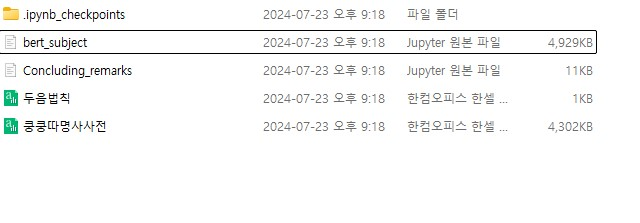 .ipynb_checkpoints 2024-07-23 오후 9:18 파일 폴더
bert_subject 2024-07-23 오후 9:18 Jupyter 원본 파일 4,929KB
Concluding_remarks 2024-07-23 오후 9:18 Jupyter 원본 파일 11KB
두음법칙 2024-07-23 오후 9:18 한컴오피스 한셀 ... 1KB
쿵쿵따명사사전 2024-07-23 오후 9:18 한컴오피스 한셀 ... 4,302KB